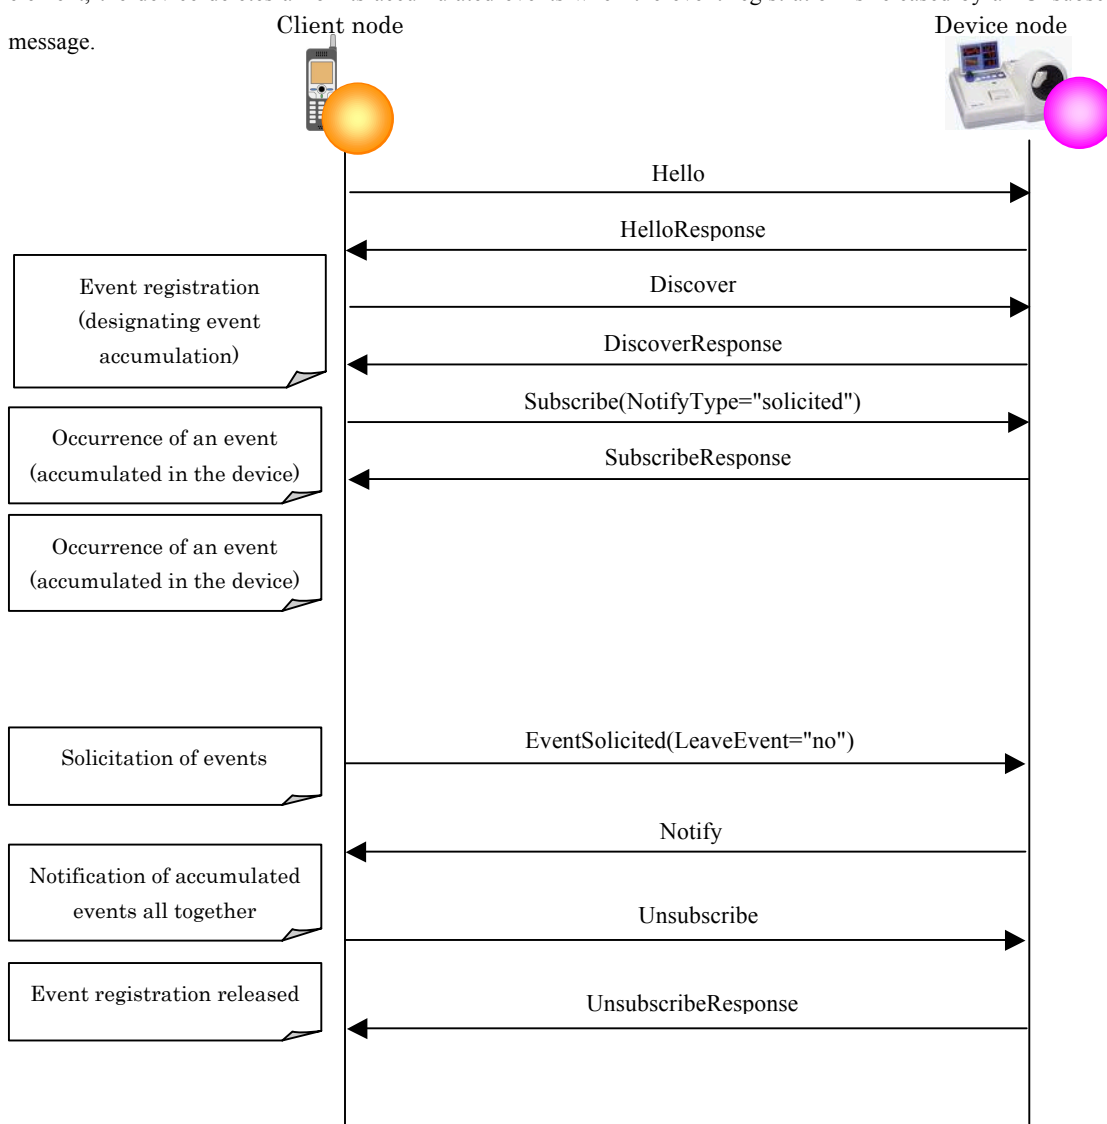 message.
Client node
Device node
Hello
HelloResponse
Event registration
(designating event
accumulation)
Discover
DiscoverResponse
Subscribe(NotifyType="solicited")
Occurrence of an event
(accumulated in the device)
SubscribeResponse
Occurrence of an event
(accumulated in the device)
Solicitation of events
EventSolicited(LeaveEvent="no")
Notify
Notification of accumulated
events all together
Unsubscribe
Event registration released
UnsubscribeResponse